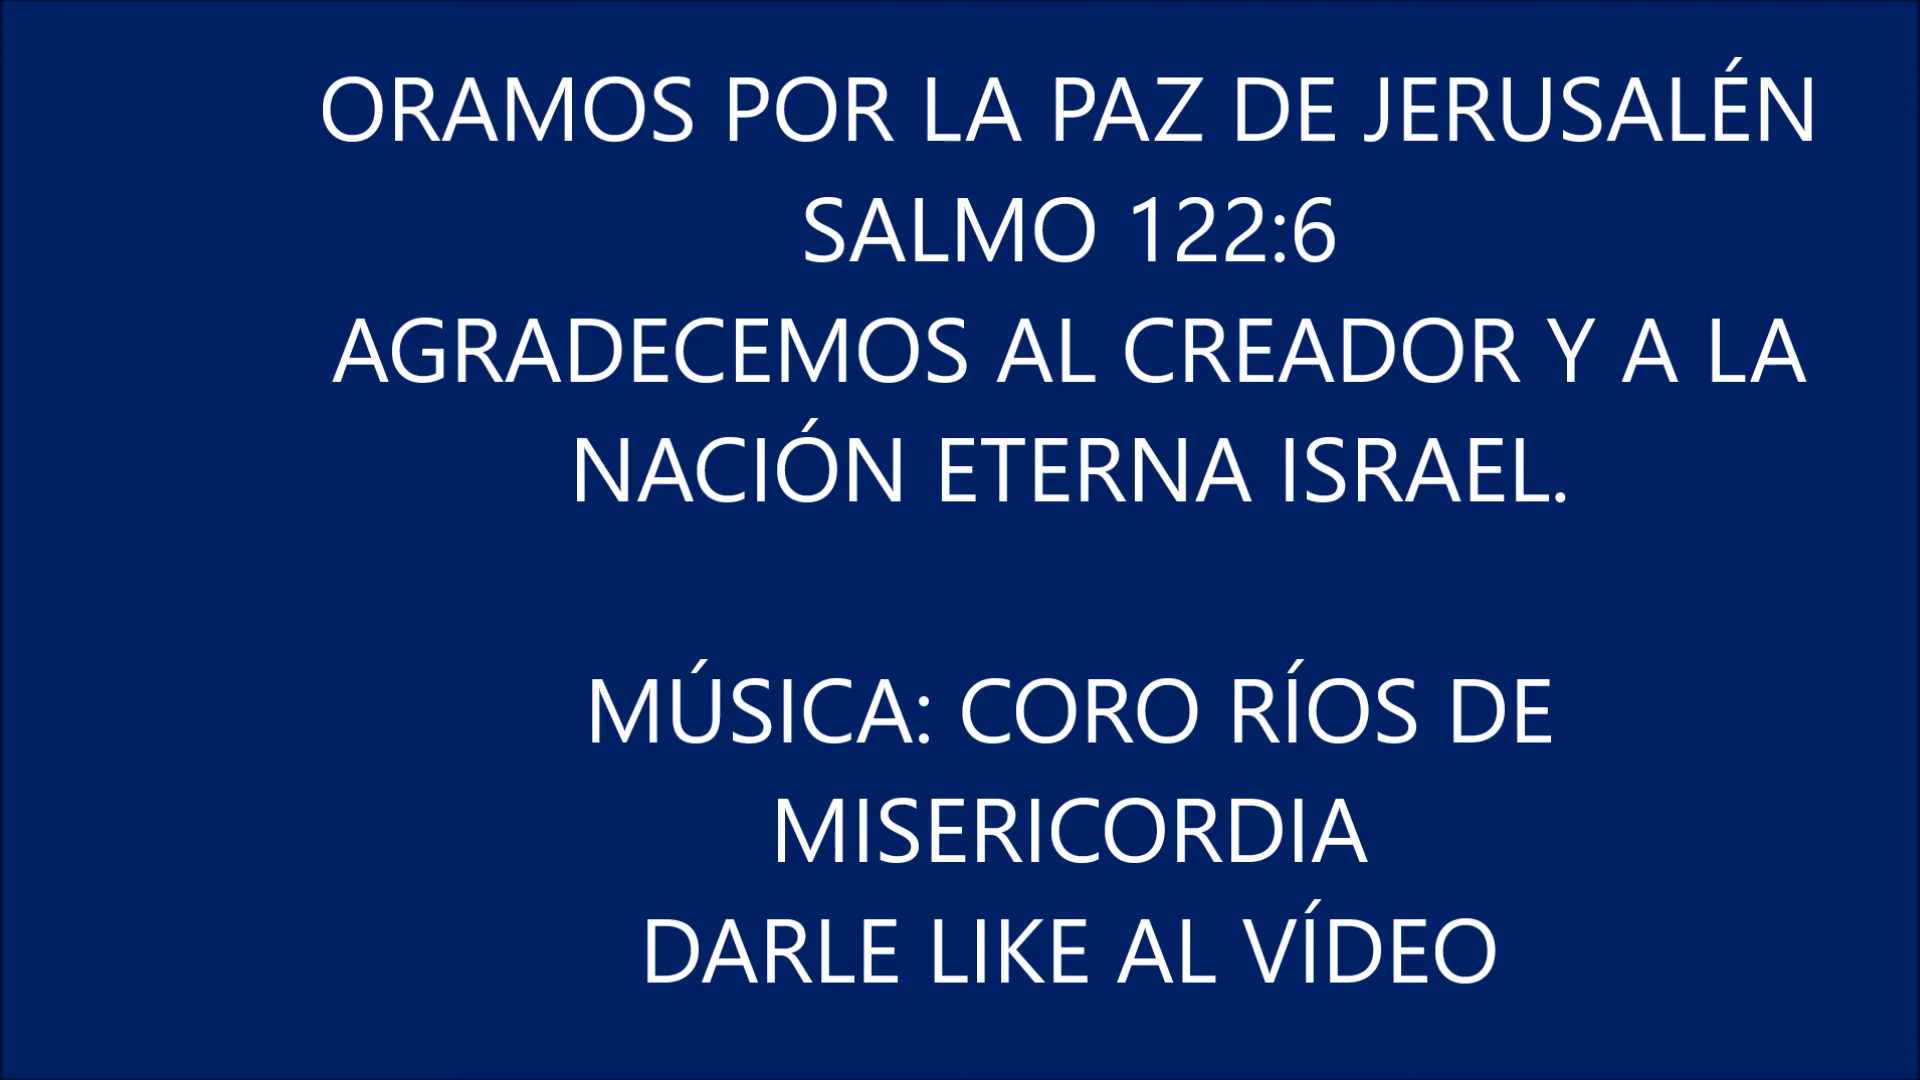 ORAMOS POR LA PAZ DE JERUSALÉN
SALMO 122:6
AGRADECEMOS AL CREADOR Y A LA
NACIÓN ETERNA ISRAEL.
MÚSICA: CORO RÍOS DE
MISERICORDIA
DARLE LIKE AL VÍDEO